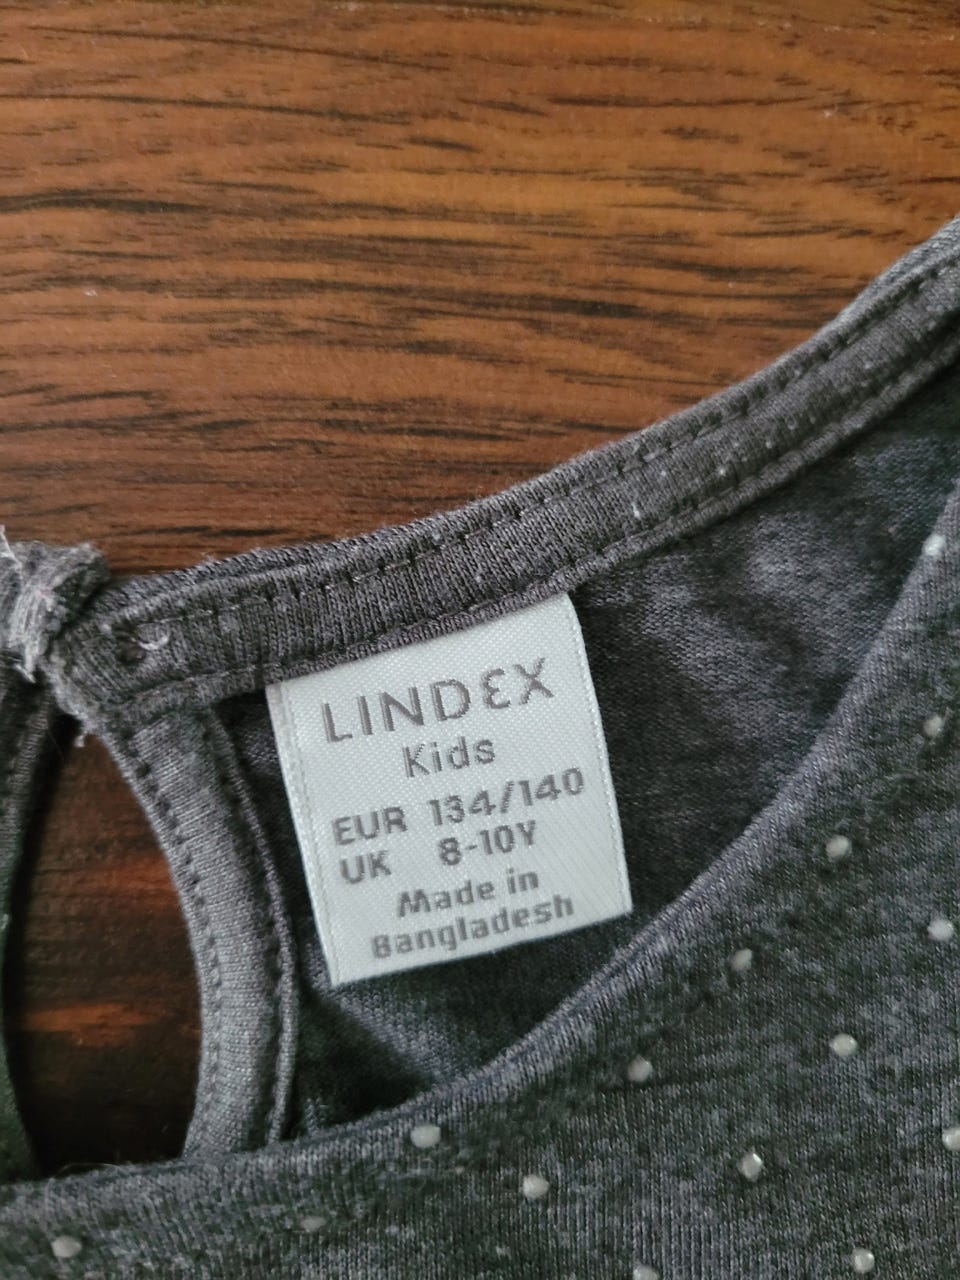 LINDEX
Kids
EUR 134/140
UK 8-10Y
Made in
Bangladesh